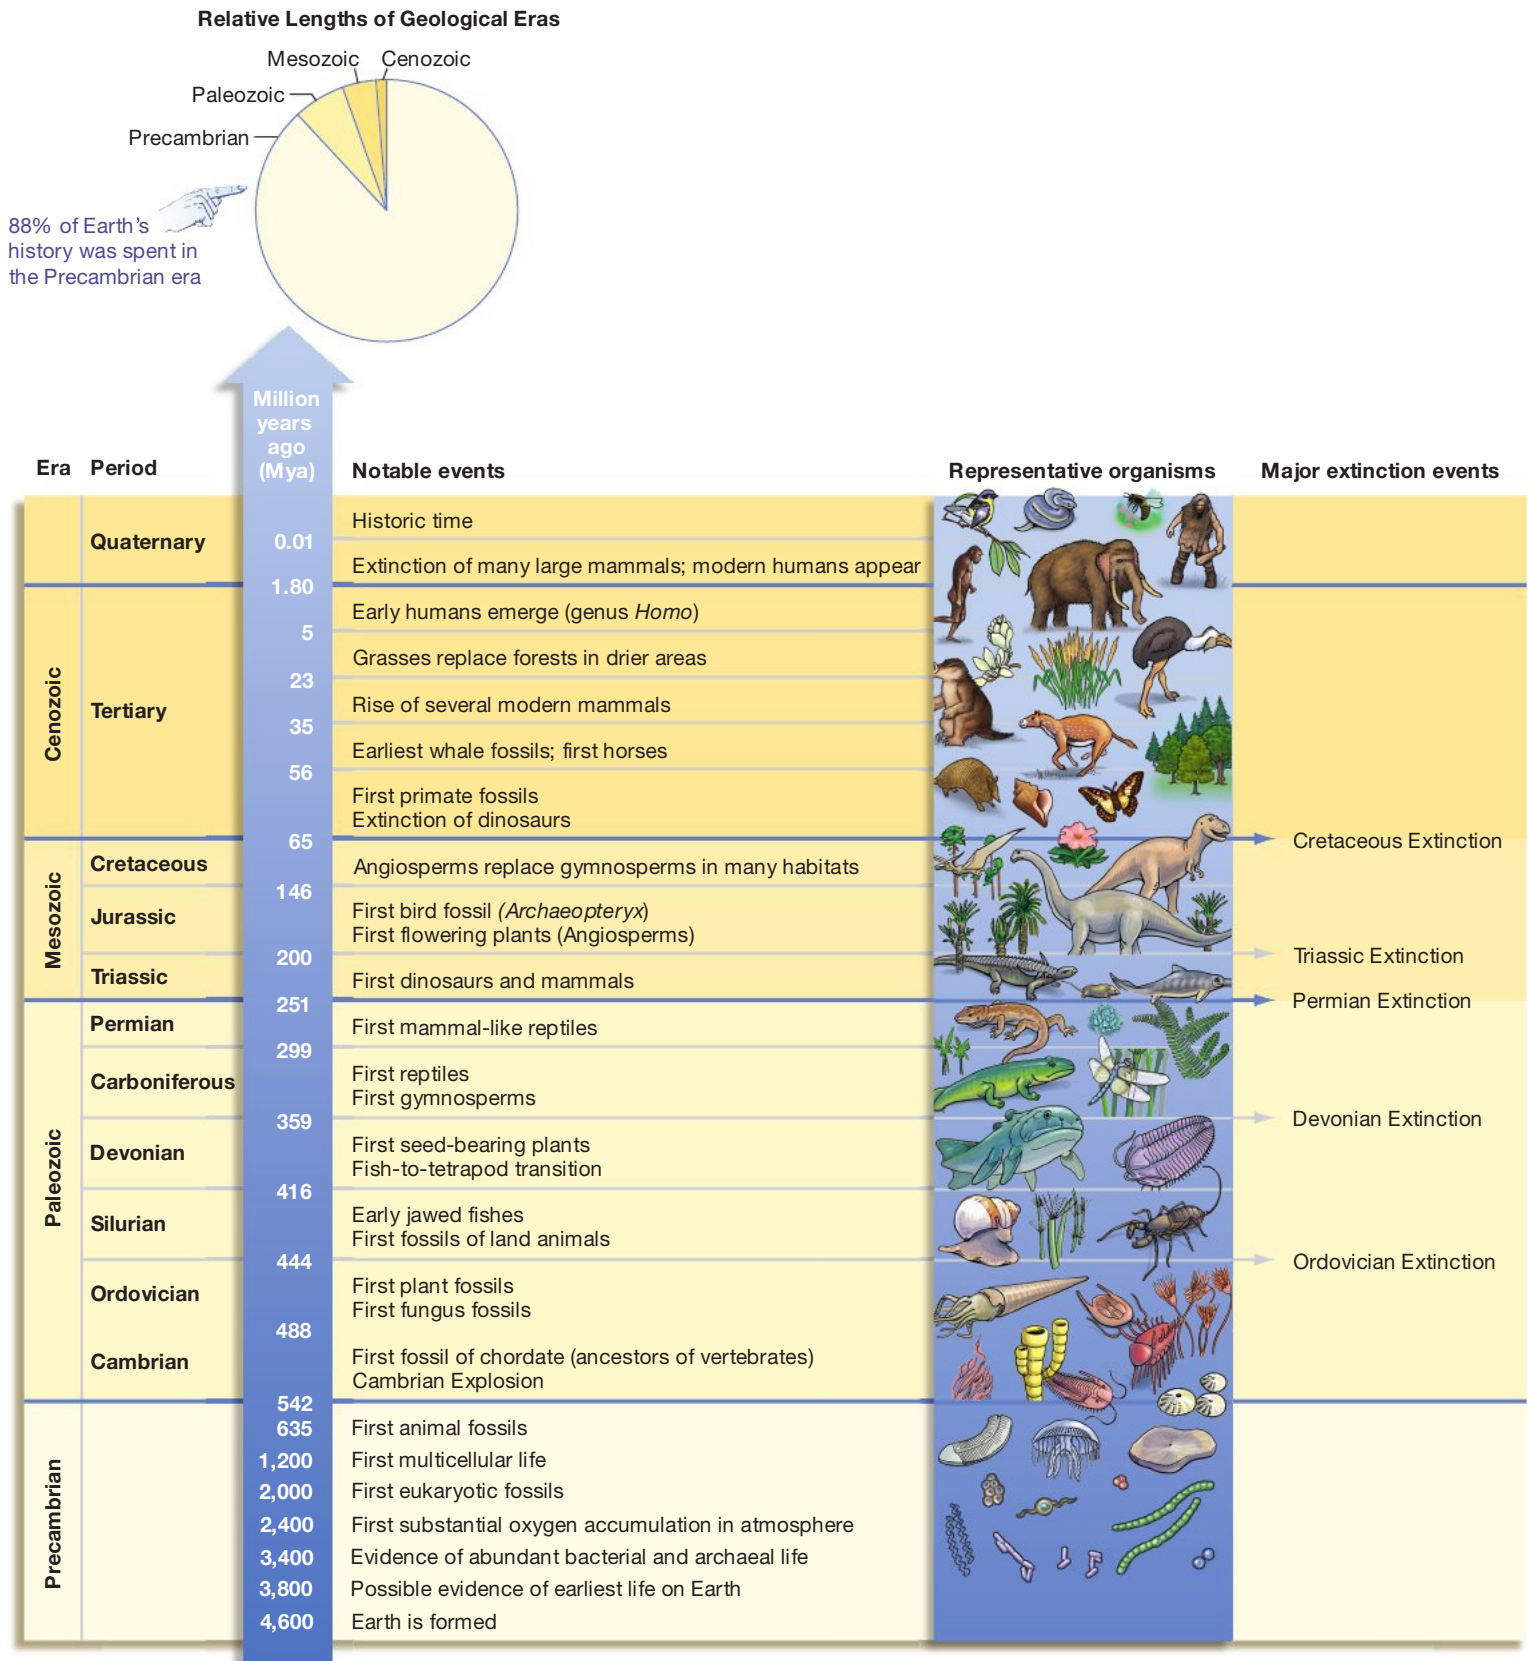 Relative Lengths of Geological Eras
Mesozoic
Cenozoic
Paleozoic
Precambrian
88% of Earth's
history was spent in
the Precambrian era
Million
years
ago
(Mya)
Era
Period
Notable events
Representative organisms
Major extinction events
Cenozoic
Quaternary
Historic time
0.01
Extinction of many large mammals; modern humans appear
1.80
Tertiary
Early humans emerge (genus Homo)
5
Grasses replace forests in drier areas
23
Rise of several modern mammals
35
Earliest whale fossils; first horses
56
First primate fossils
Extinction of dinosaurs
65
Cretaceous Extinction
Mesozoic
Cretaceous
Angiosperms replace gymnosperms in many habitats
146
Jurassic
First bird fossil (Archaeopteryx)
First flowering plants (Angiosperms)
200
Triassic Extinction
Triassic
First dinosaurs and mammals
251
Permian Extinction
Paleozoic
Permian
First mammal-like reptiles
299
Carboniferous
First reptiles
First gymnosperms
359
Devonian Extinction
Devonian
First seed-bearing plants
Fish-to-tetrapod transition
416
Silurian
Early jawed fishes
First fossils of land animals
444
Ordovician Extinction
Ordovician
First plant fossils
First fungus fossils
488
Cambrian
First fossil of chordate (ancestors of vertebrates)
Cambrian Explosion
542
Precambrian
635
First animal fossils
1,200
First multicellular life
2,000
First eukaryotic fossils
2,400
First substantial oxygen accumulation in atmosphere
3,400
Evidence of abundant bacterial and archaeal life
3,800
Possible evidence of earliest life on Earth
4,600
Earth is formed